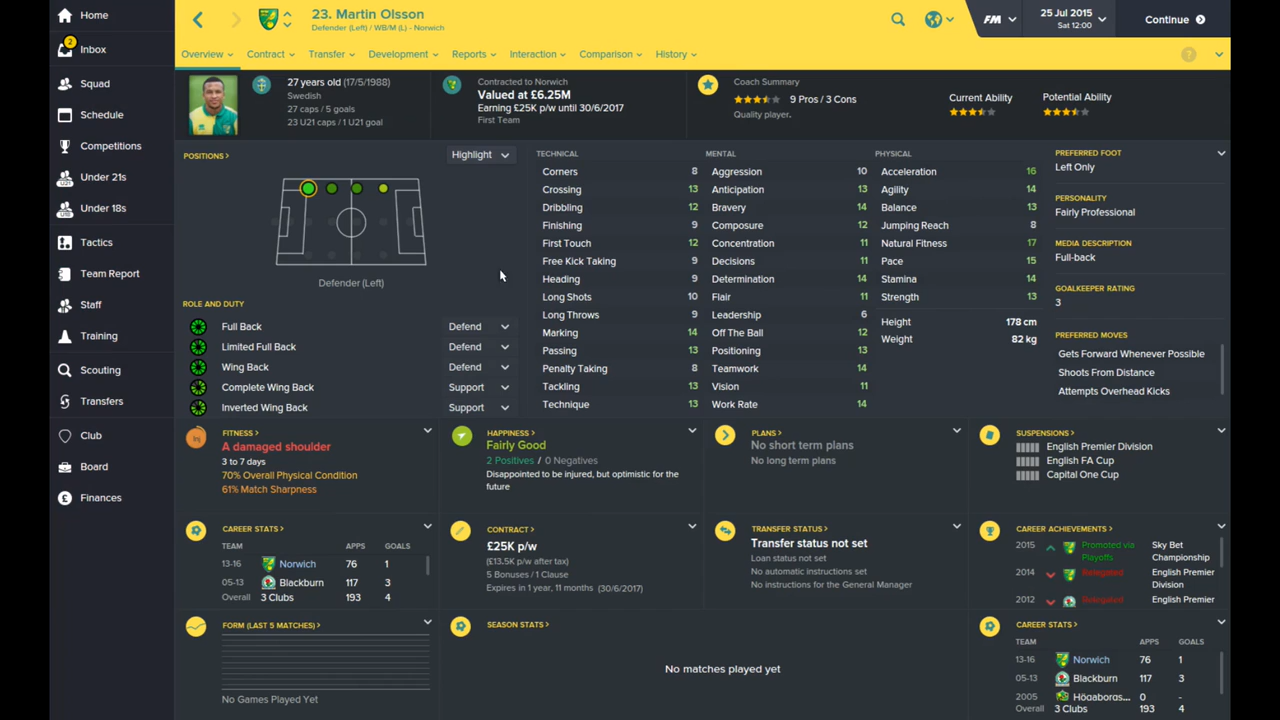 Home
2
Inbox
Squad
Schedule
Competitions
Under 21s
Under 18s
Tactics
Team Report
Staff
Training
Scouting
Transfers
Club
Board
Finances
23. Martin Olsson
Defender (Left) / WB/M (L) - Norwich
FM
25 Jul 2015
Sat 12:00
Continue
Overview
Contract
Transfer
Development
Reports
Interaction
Comparison
History
?
27 years old (17/5/1988)
Swedish
27 caps / 5 goals
23 U21 caps / 1 U21 goal
Contracted to Norwich
Valued at £6.25M
Earning £25K p/w until 30/6/2017
First Team
Coach Summary
9 Pros / 3 Cons
Quality player.
Current Ability
Potential Ability
POSITIONS>
Highlight
Defender (Left)
ROLE AND DUTY
Full Back Defend
Limited Full Back Defend
Wing Back Defend
Complete Wing Back Support
Inverted Wing Back Support
TECHNICAL
Corners 8
Crossing 13
Dribbling 12
Finishing 9
First Touch 12
Free Kick Taking 9
Heading 9
Long Shots 10
Long Throws 9
Marking 14
Passing 13
Penalty Taking 8
Tackling 13
Technique 13
MENTAL
Aggression 10
Anticipation 13
Bravery 14
Composure 12
Concentration 11
Decisions 11
Determination 14
Flair 11
Leadership 6
Off The Ball 12
Positioning 13
Teamwork 14
Vision 11
Work Rate 14
PHYSICAL
Acceleration 16
Agility 14
Balance 13
Jumping Reach 8
Natural Fitness 17
Pace 15
Stamina 14
Strength 13
Height 178 cm
Weight 82 kg
PREFERRED FOOT
Left Only
PERSONALITY
Fairly Professional
MEDIA DESCRIPTION
Full-back
GOALKEEPER RATING
3
PREFERRED MOVES
Gets Forward Whenever Possible
Shoots From Distance
Attempts Overhead Kicks
Inj
FITNESS>
A damaged shoulder
3 to 7 days
70% Overall Physical Condition
61% Match Sharpness
HAPPINESS>
Fairly Good
2 Positives / 0 Negatives
Disappointed to be injured, but optimistic for the
future
PLANS>
No short term plans
No long term plans
SUSPENSIONS>
English Premier Division
English FA Cup
Capital One Cup
CAREER STATS>
TEAM APPS GOALS
13-16 Norwich 76 1
05-13 Blackburn 117 3
Overall 3 Clubs 193 4
CONTRACT>
£25K p/w
(£13.5K p/w after tax)
5 Bonuses / 1 Clause
Expires in 1 year, 11 months (30/6/2017)
TRANSFER STATUS>
Transfer status not set
Loan status not set
No automatic instructions set
No instructions for the General Manager
CAREER ACHIEVEMENTS>
2015 Promoted via Playoffs Sky Bet Championship
2014 Relegated English Premier Division
2012 Relegated English Premier
FORM (LAST 5 MATCHES)>
No Games Played Yet
SEASON STATS>
No matches played yet
CAREER STATS>
TEAM APPS GOALS
13-16 Norwich 76 1
05-13 Blackburn 117 3
2005 Högaboras... 0 -
Overall 3 Clubs 193 4